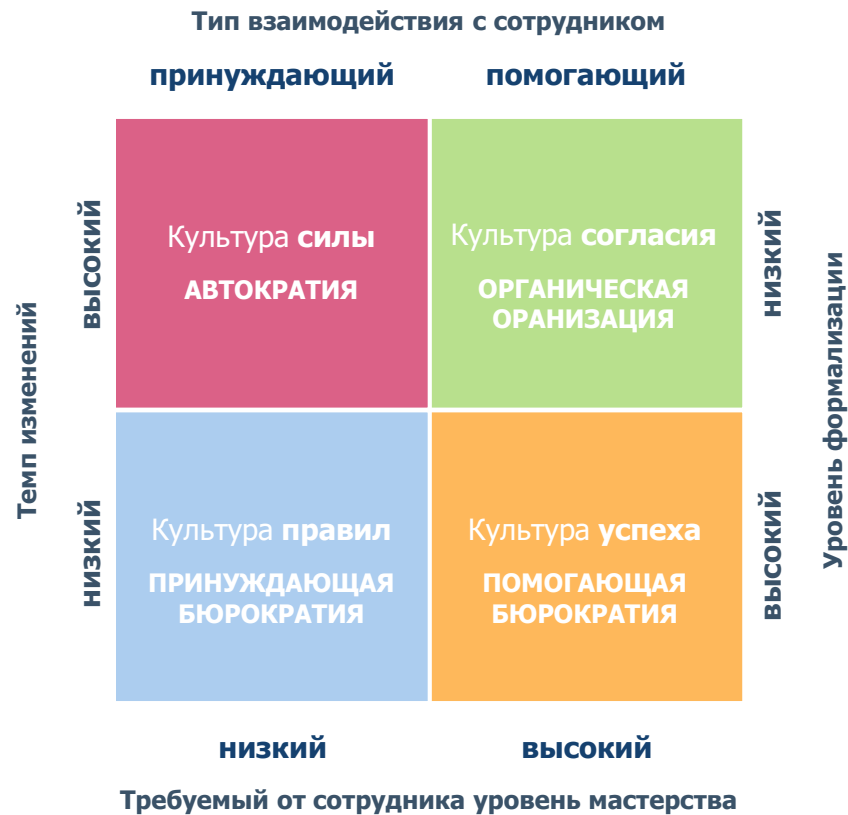 Тип взаимодействия с сотрудником
принуждающий помогающий
высокий
Культура силы
АВТОКРАТИЯ
Культура согласия
ОРГАНИЧЕСКАЯ
ОРАНИЗАЦИЯ
низкий
Темп изменений
Уровень формализации
низкий
Культура правил
ПРИНУЖДАЮЩАЯ
БЮРОКРАТИЯ
Культура успеха
ПОМОГАЮЩАЯ
БЮРОКРАТИЯ
высокий
низкий высокий
Требуемый от сотрудника уровень мастерства